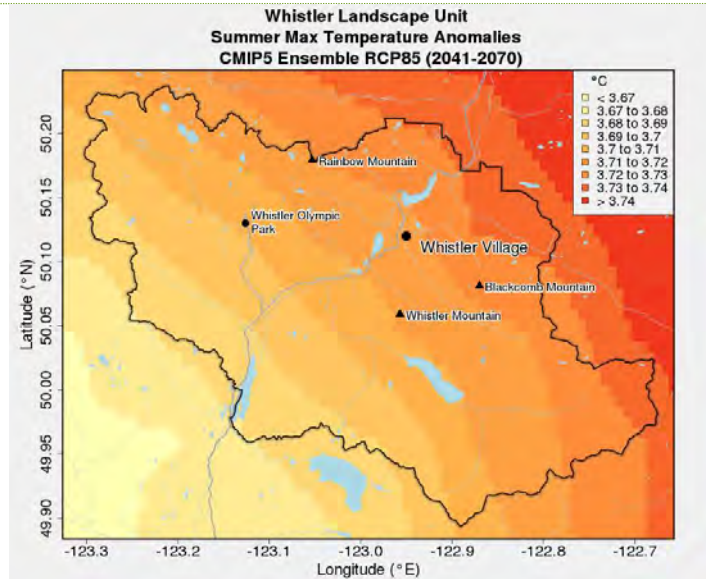 Whistler Landscape Unit
Summer Max Temperature Anomalies
CMIP5 Ensemble RCP85 (2041-2070)
°C
< 3.67
3.67 to 3.68
3.68 to 3.69
3.69 to 3.7
3.7 to 3.71
3.71 to 3.72
3.72 to 3.73
3.73 to 3.74
> 3.74
Rainbow Mountain
Whistler Olympic
Park
Whistler Village
Blackcomb Mountain
Whistler Mountain
Latitude (°N)
50.20
50.15
50.10
50.05
50.00
49.95
49.90
-123.3
-123.2
-123.1
-123.0
-122.9
-122.8
-122.7
Longitude (°E)